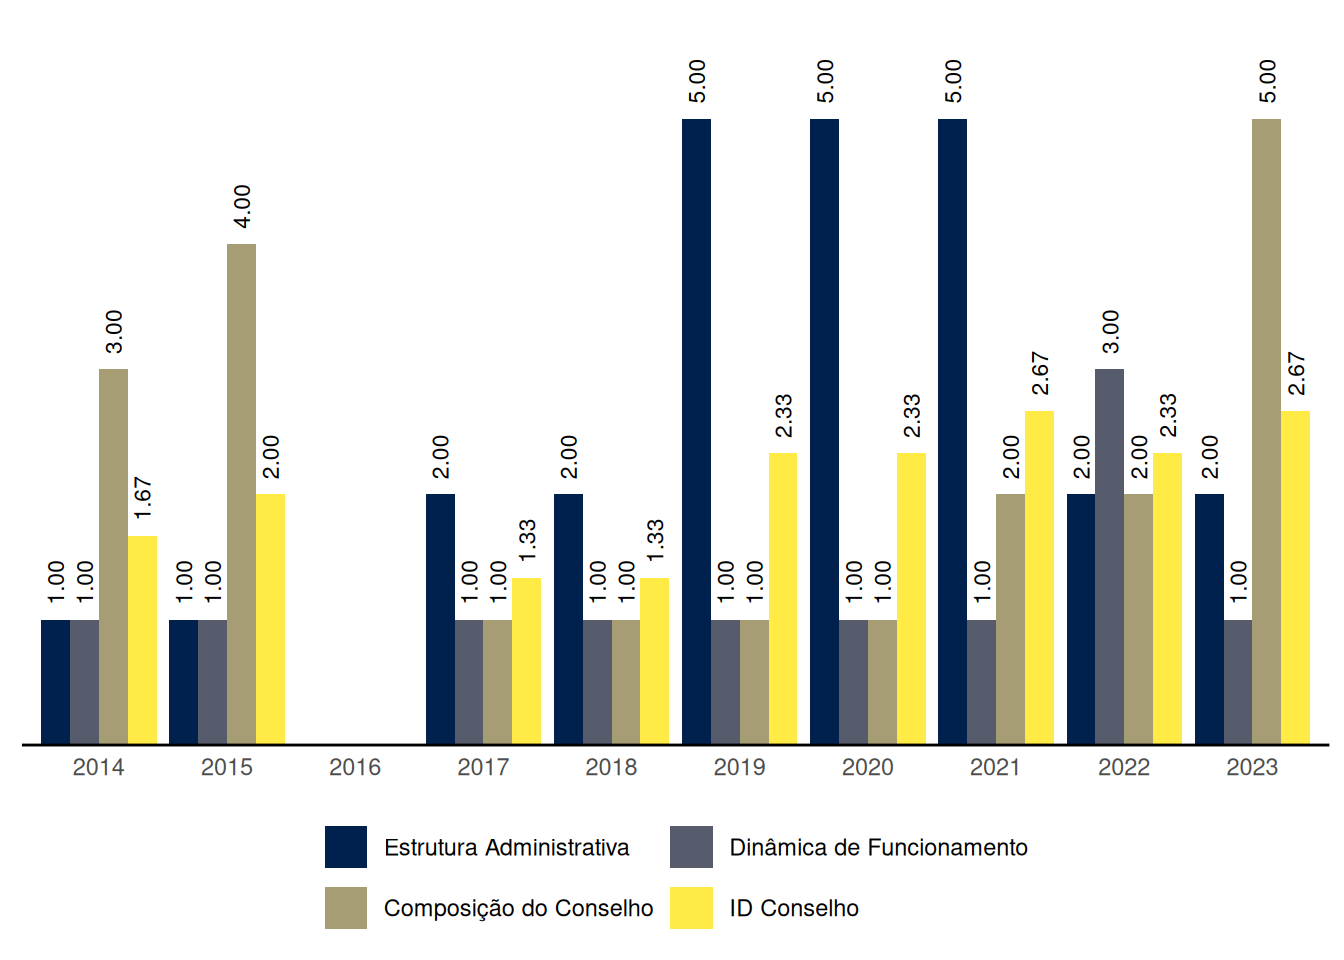 1.00 1.00 3.00 1.67
1.00 1.00 4.00 2.00
2.00 1.00 1.00 1.33
2.00 1.00 1.00 1.33
5.00 1.00 1.00 2.33
5.00 1.00 1.00 2.33
5.00 1.00 2.00 2.67
2.00 3.00 2.00 2.33
2.00 1.00 5.00 2.67
2014 2015 2016 2017 2018 2019 2020 2021 2022 2023
Estrutura Administrativa Dinâmica de Funcionamento
Composição do Conselho ID Conselho